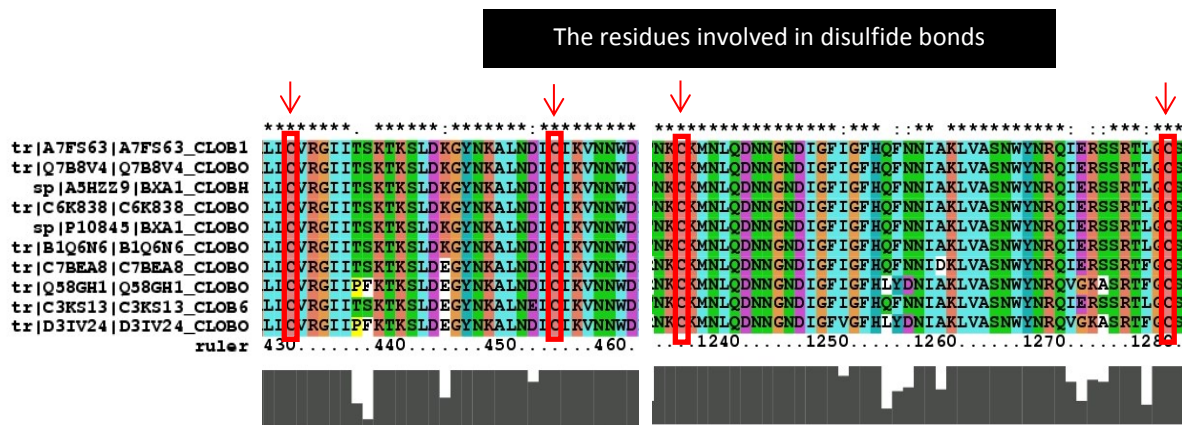 The residues involved in disulfide bonds
******** .******.*******:********* ***************:***. ::**.***********: .:***.***
tr|A7FS63|A7FS63_CLOB1 LICVRGIITSKTKSLDKGYNKALNDICIKVNNWD NKCKMNLQDNNGNDIGFIGFHQFNNIAKLVASNWYNRQIERSSRTLGCS
tr|Q7B8V4|Q7B8V4_CLOBO LICVRGIITSKTKSLDKGYNKALNDICIKVNNWD NKCKMNLQDNNGNDIGFIGFHQFNNIAKLVASNWYNRQIERSSRTLGCS
sp|A5HZZ9|BXA1_CLOBH LICVRGIITSKTKSLDKGYNKALNDICIKVNNWD NKCKMNLQDNNGNDIGFIGFHQFNNIAKLVASNWYNRQIERSSRTLGCS
tr|C6K838|C6K838_CLOBO LICVRGIITSKTKSLDKGYNKALNDICIKVNNWD NKCKMNLQDNNGNDIGFIGFHQFNNIAKLVASNWYNRQIERSSRTLGCS
sp|P10845|BXA1_CLOBO LICVRGIITSKTKSLDKGYNKALNDICIKVNNWD NKCKMNLQDNNGNDIGFIGFHQFNNIAKLVASNWYNRQIERSSRTLGCS
tr|B1Q6N6|B1Q6N6_CLOBO LICVRGIITSKTKSLDKGYNKALNDICIKVNNWD NKCKMNLQDNNGNDIGFIGFHQFNNIAKLVASNWYNRQIERSSRTLGCS
tr|C7BEA8|C7BEA8_CLOBO LICVRGIITSKTKSLDEGYNKALNDICIKVNNWD NKCKMNLQDNNGNDIGFIGFHQFNNIDKLVASNWYNRQIERSSRTFGCS
tr|Q58GH1|Q58GH1_CLOBO LICVRGIIPFKTKSLDEGYNKALNDICIKVNNWD NKCKMNLQDNNGNDIGFIGFHLYDNIAKLVASNWYNRQVGKASRTFGCS
tr|C3KS13|C3KS13_CLOB6 LICVRGIITSKTKSLDEGYNKALNEICIKVNNWD NKCKMNLQDNNGNDIGFIGFHQFNNIAKLVASNWYNRQIERSSRTLGCS
tr|D3IV24|D3IV24_CLOBO LICVRGIIPFKTKSLDEGYNKALNDICIKVNNWD NKCKMNLQDNNGNDIGFVGFHLYDNIAKLVASNWYNRQVGKASRTFGCS
ruler 430.......440.......450.......460.. ....1240......1250......1260......1270......1280.